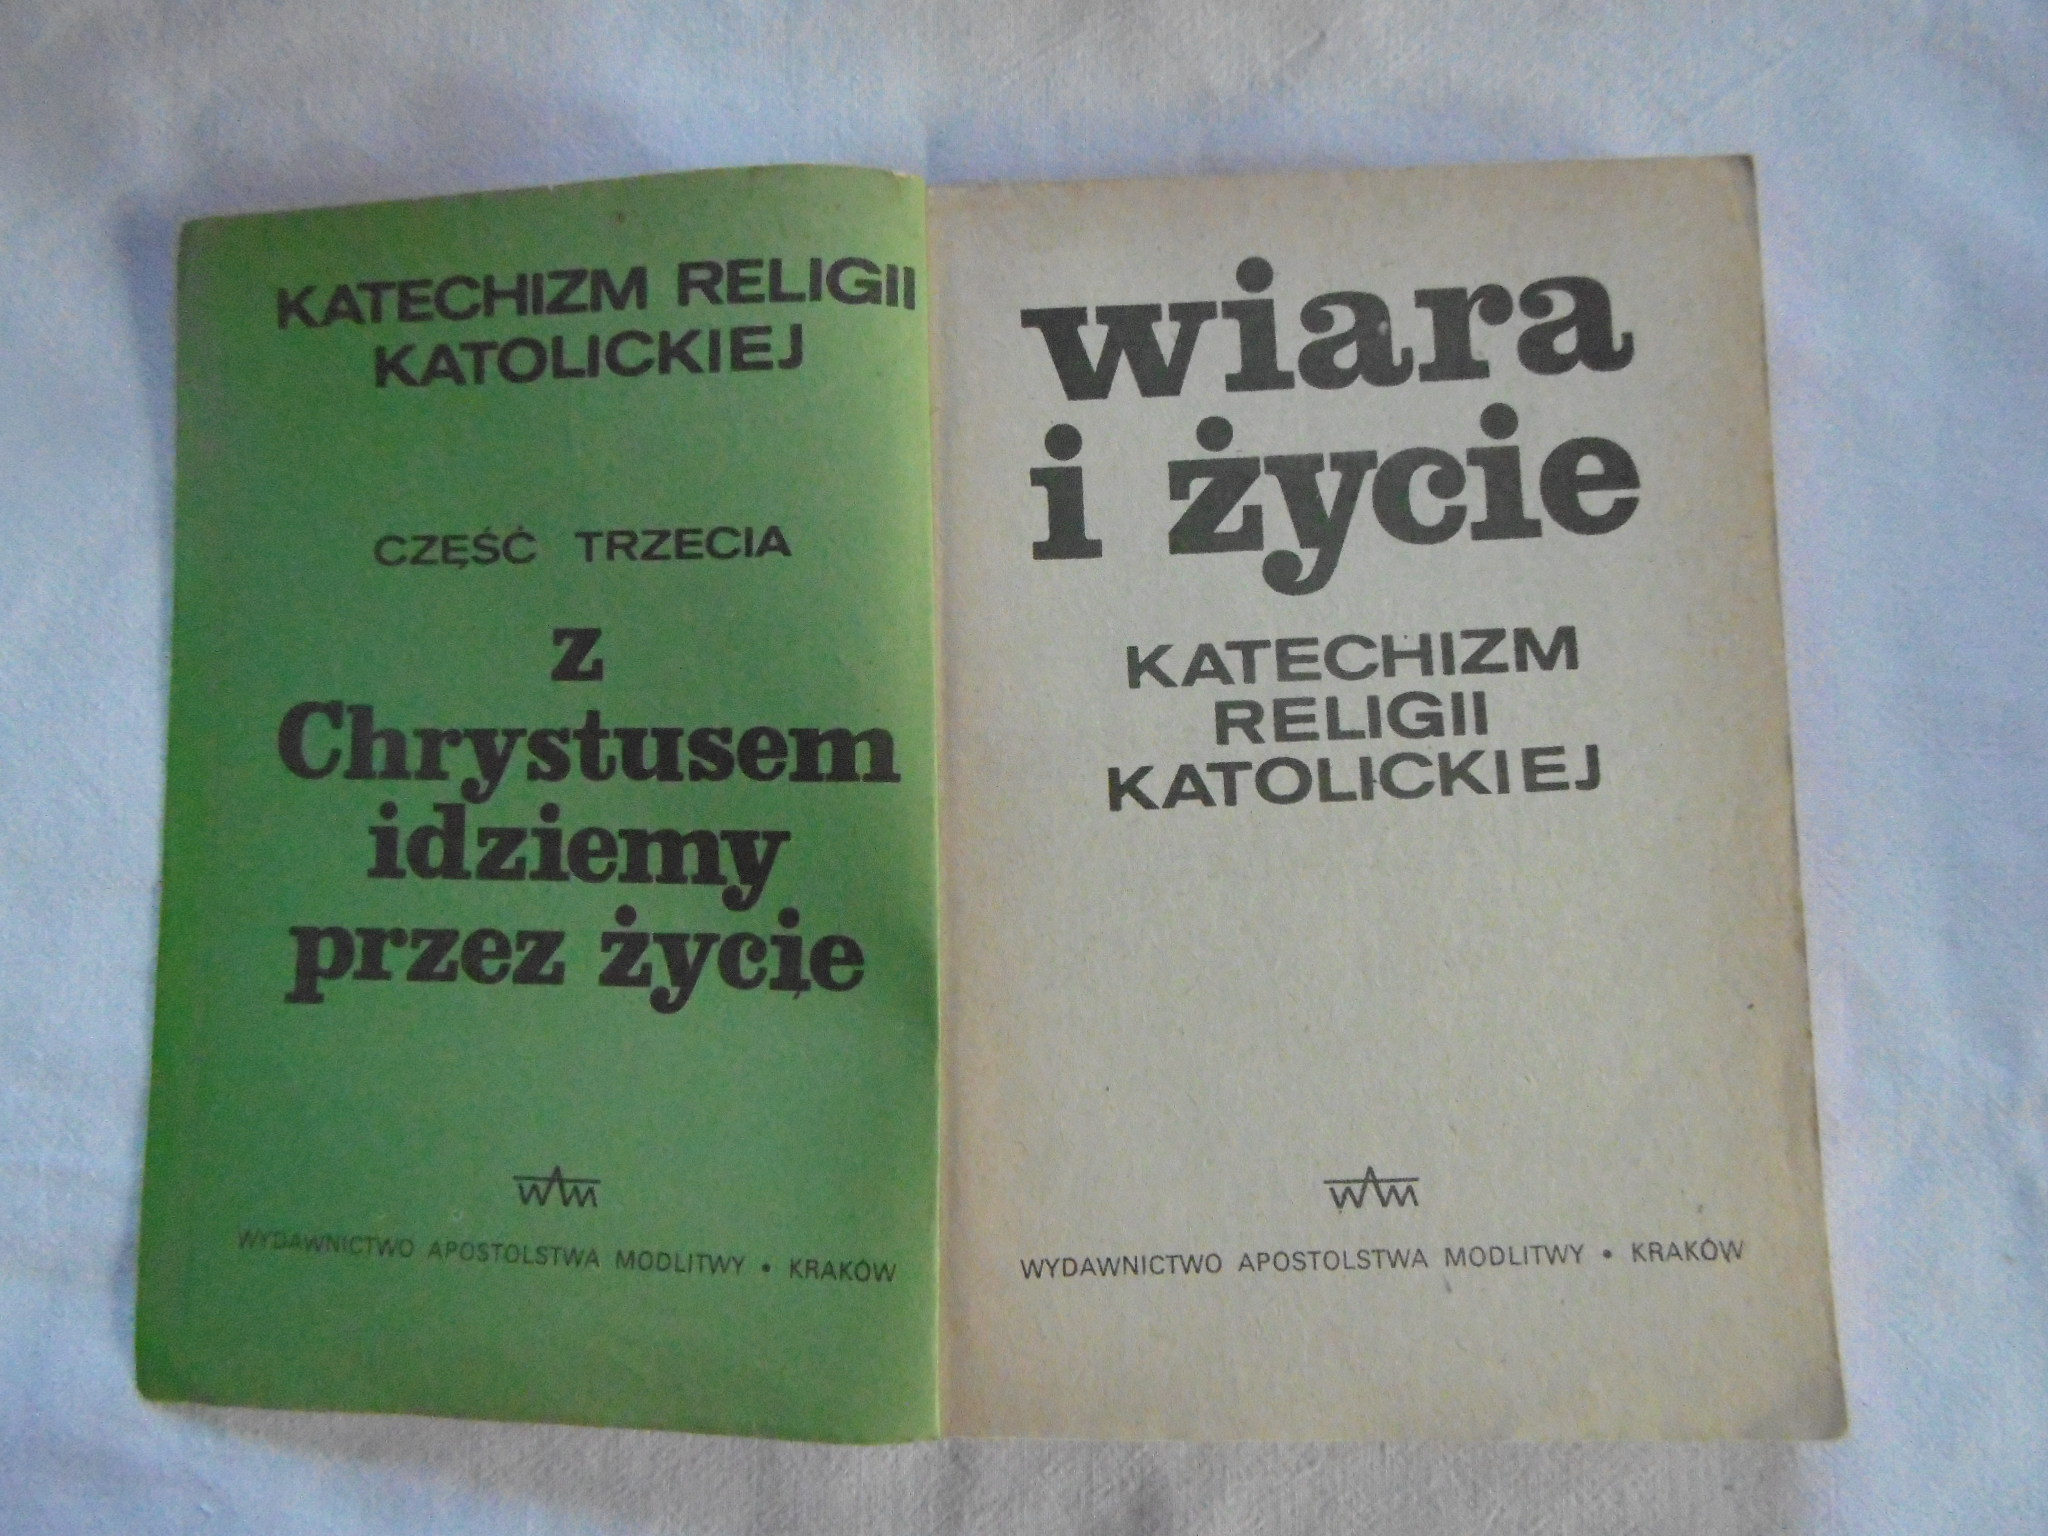 KATECHIZM RELIGII
KATOLICKIEJ
CZĘŚĆ TRZECIA
z
Chrystusem
idziemy
przez życie
WAM
WYDAWNICTWO APOSTOLSTWA MODLITWY • KRAKÓW
wiara
i życie
KATECHIZM
RELIGII
KATOLICKIEJ
WAM
WYDAWNICTWO APOSTOLSTWA MODLITWY • KRAKÓW